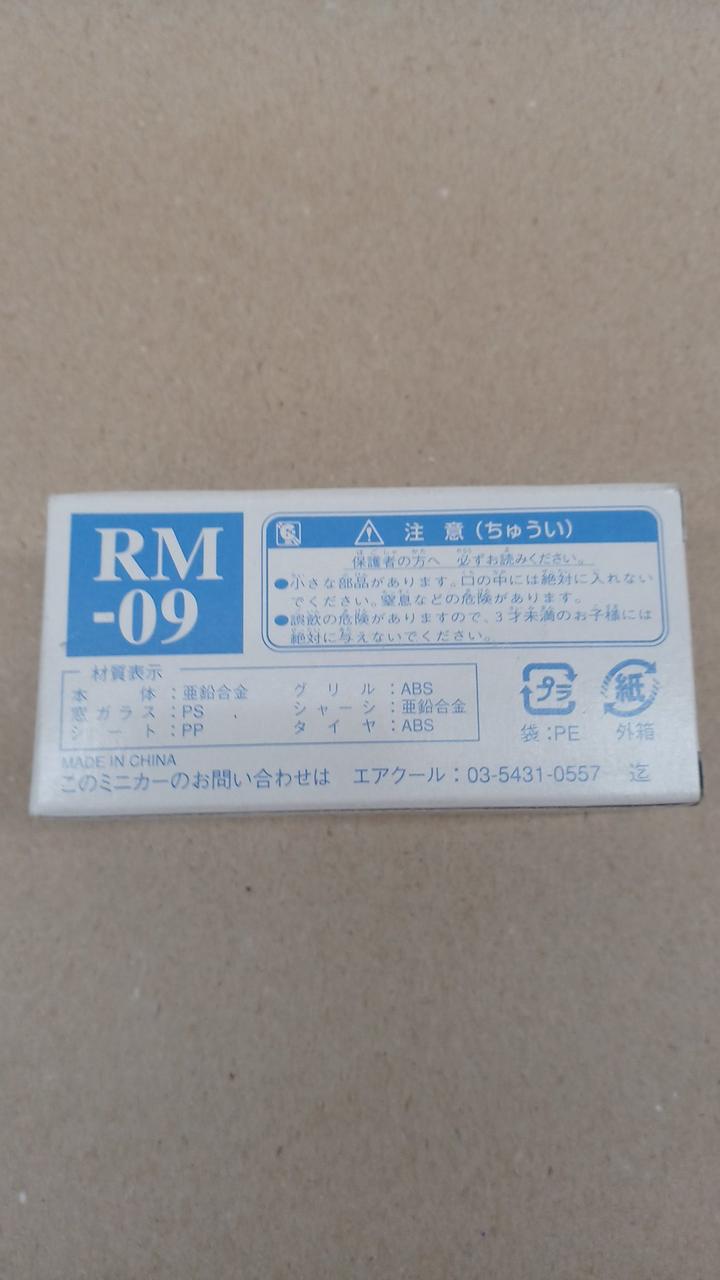 RM
-09
注 意 (ちゅうい)
保護者の方へ 必ずお読みください。
●小さな部品があります。口の中には絶対に入れない
でください。窒息などの危険があります。
●誤飲の危険がありますので、3才未満のお子様には
絶対に与えないでください。
材質表示
本 体:亜鉛合金 グ リ ル:ABS
窓ガラス:PS シャーシ:亜鉛合金
シ ー ト:PP タ イ ヤ:ABS
プラ 紙
袋:PE 外箱
MADE IN CHINA
このミニカーのお問い合わせは エアクール:03-5431-0557 迄